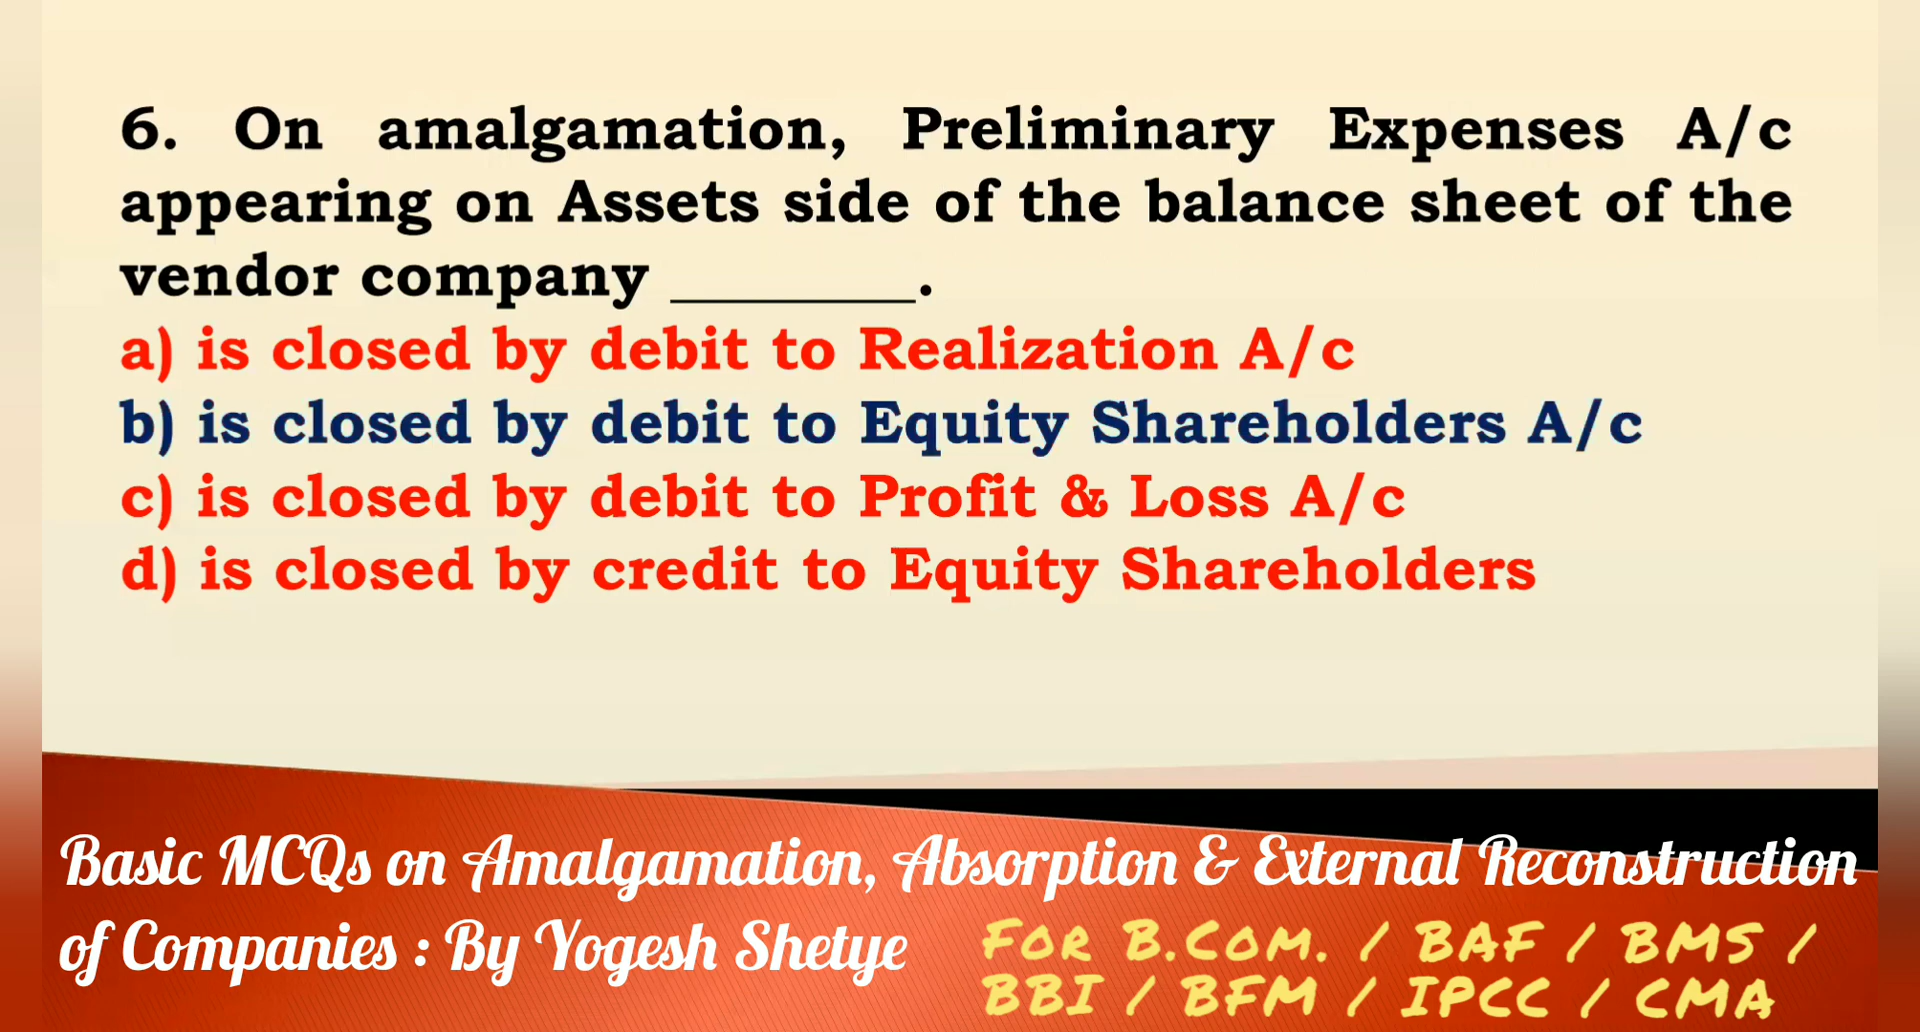 6. On amalgamation, Preliminary Expenses A/c
appearing on Assets side of the balance sheet of the
vendor company ________.
a) is closed by debit to Realization A/c
b) is closed by debit to Equity Shareholders A/c
c) is closed by debit to Profit & Loss A/c
d) is closed by credit to Equity Shareholders
Basic MCQs on Amalgamation, Absorption & External Reconstruction
of Companies : By Yogesh Shetye
FOR B.COM. / BAF / BMS /
BBI / BFM / IPCC / CMA